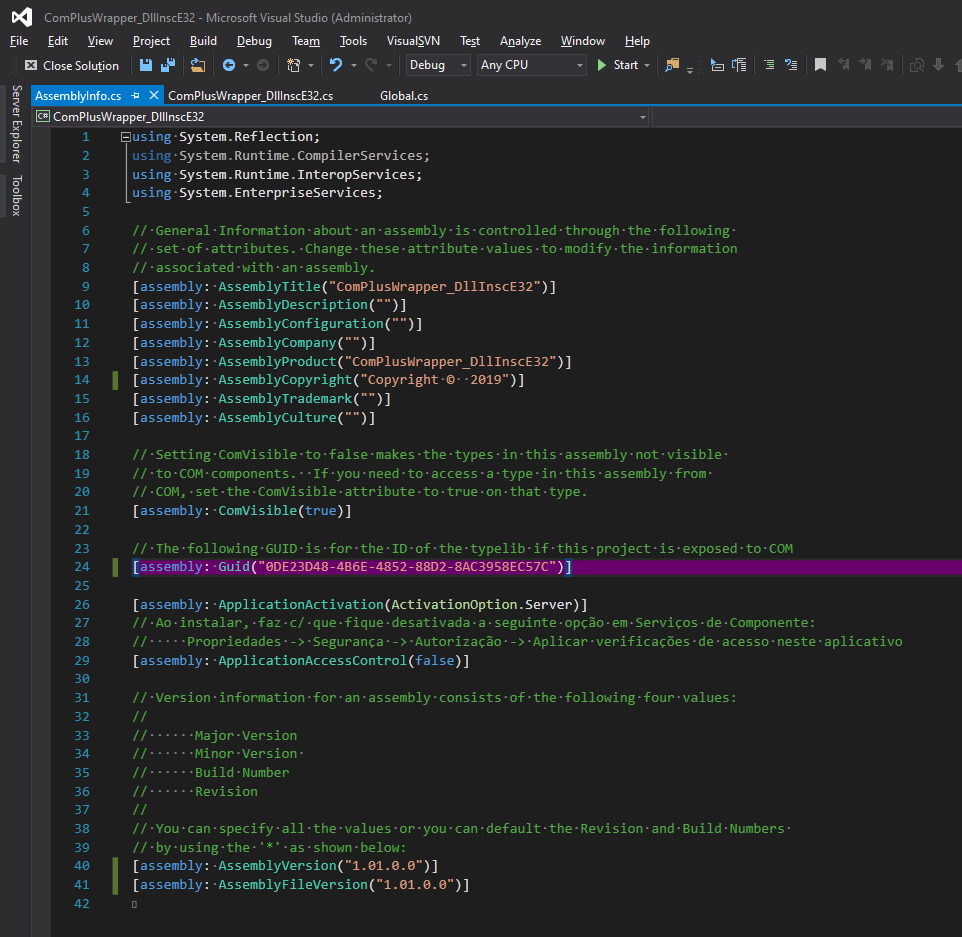 ComPlusWrapper_DllInscE32 - Microsoft Visual Studio (Administrator)
File Edit View Project Build Debug Team Tools VisualSVN Test Analyze Window Help
Close Solution Debug Any CPU Start
AssemblyInfo.cs ComPlusWrapper_DllInscE32.cs Global.cs
C# ComPlusWrapper_DllInscE32
Server Explorer
Toolbox
1 using System.Reflection;
2 using System.Runtime.CompilerServices;
3 using System.Runtime.InteropServices;
4 using System.EnterpriseServices;
5
6 // General Information about an assembly is controlled through the following
7 // set of attributes. Change these attribute values to modify the information
8 // associated with an assembly.
9 [assembly: AssemblyTitle("ComPlusWrapper_DllInscE32")]
10 [assembly: AssemblyDescription("")]
11 [assembly: AssemblyConfiguration("")]
12 [assembly: AssemblyCompany("")]
13 [assembly: AssemblyProduct("ComPlusWrapper_DllInscE32")]
14 [assembly: AssemblyCopyright("Copyright ©  2019")]
15 [assembly: AssemblyTrademark("")]
16 [assembly: AssemblyCulture("")]
17
18 // Setting ComVisible to false makes the types in this assembly not visible
19 // to COM components.  If you need to access a type in this assembly from
20 // COM, set the ComVisible attribute to true on that type.
21 [assembly: ComVisible(true)]
22
23 // The following GUID is for the ID of the typelib if this project is exposed to COM
24 [assembly: Guid("0DE23D48-4B6E-4852-88D2-8AC3958EC57C")]
25
26 [assembly: ApplicationActivation(ActivationOption.Server)]
27 // Ao instalar, faz c/ que fique desativada a seguinte opção em Serviços de Componente:
28 //     Propriedades -> Segurança -> Autorização -> Aplicar verificações de acesso neste aplicativo
29 [assembly: ApplicationAccessControl(false)]
30
31 // Version information for an assembly consists of the following four values:
32 //
33 //      Major Version
34 //      Minor Version
35 //      Build Number
36 //      Revision
37 //
38 // You can specify all the values or you can default the Revision and Build Numbers
39 // by using the '*' as shown below:
40 [assembly: AssemblyVersion("1.01.0.0")]
41 [assembly: AssemblyFileVersion("1.01.0.0")]
42